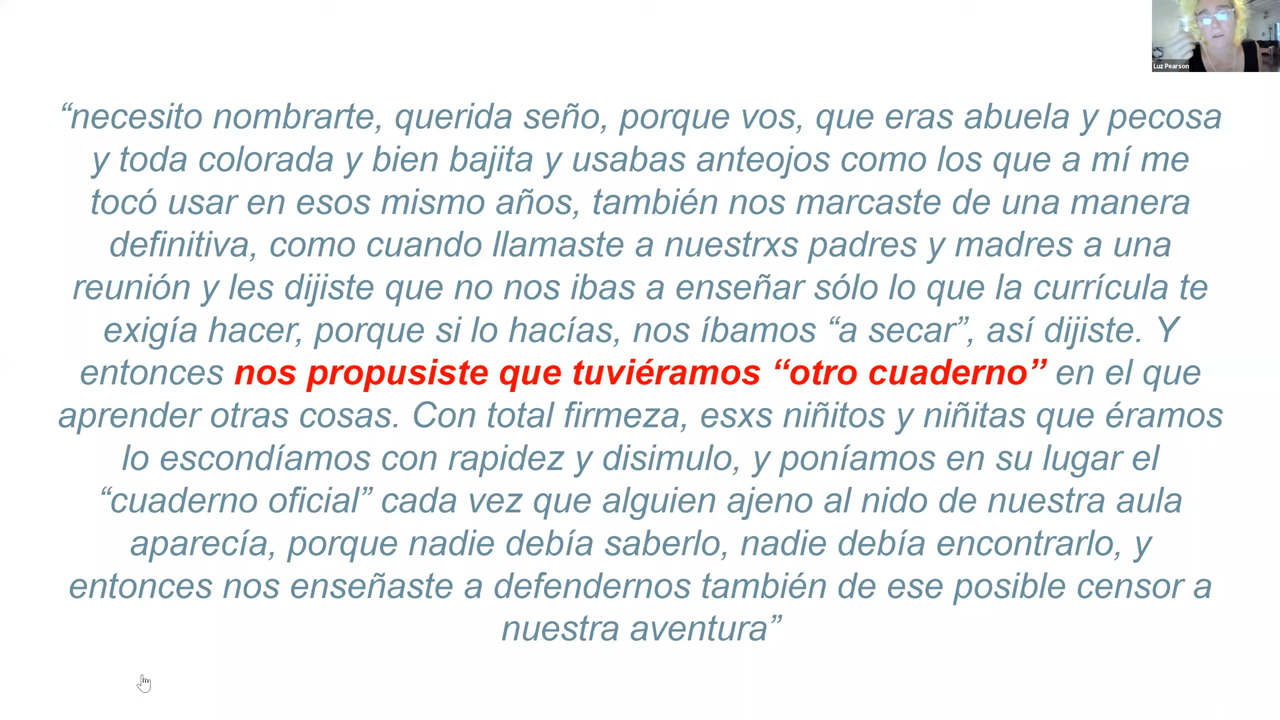 Luz Pearson
“necesito nombrarte, querida seño, porque vos, que eras abuela y pecosa
y toda colorada y bien bajita y usabas anteojos como los que a mí me
tocó usar en esos mismo años, también nos marcaste de una manera
definitiva, como cuando llamaste a nuestrxs padres y madres a una
reunión y les dijiste que no nos ibas a enseñar sólo lo que la currícula te
exigía hacer, porque si lo hacías, nos íbamos “a secar”, así dijiste. Y
entonces nos propusiste que tuviéramos “otro cuaderno” en el que
aprender otras cosas. Con total firmeza, esxs niñitos y niñitas que éramos
lo escondíamos con rapidez y disimulo, y poníamos en su lugar el
“cuaderno oficial” cada vez que alguien ajeno al nido de nuestra aula
aparecía, porque nadie debía saberlo, nadie debía encontrarlo, y
entonces nos enseñaste a defendernos también de ese posible censor a
nuestra aventura”